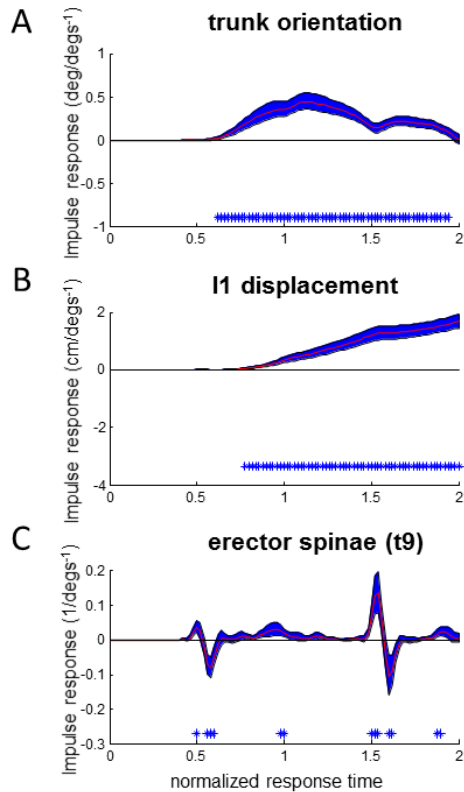 A
trunk orientation
Impulse response (deg/degs-1)
1
0.5
0
-0.5
-1
0 0.5 1 1.5 2
B
l1 displacement
Impulse response (cm/degs-1)
2
0
-2
-4
0 0.5 1 1.5 2
C
erector spinae (t9)
Impulse response (1/degs-1)
0.2
0.1
0
-0.1
-0.2
-0.3
0 0.5 1 1.5 2
normalized response time